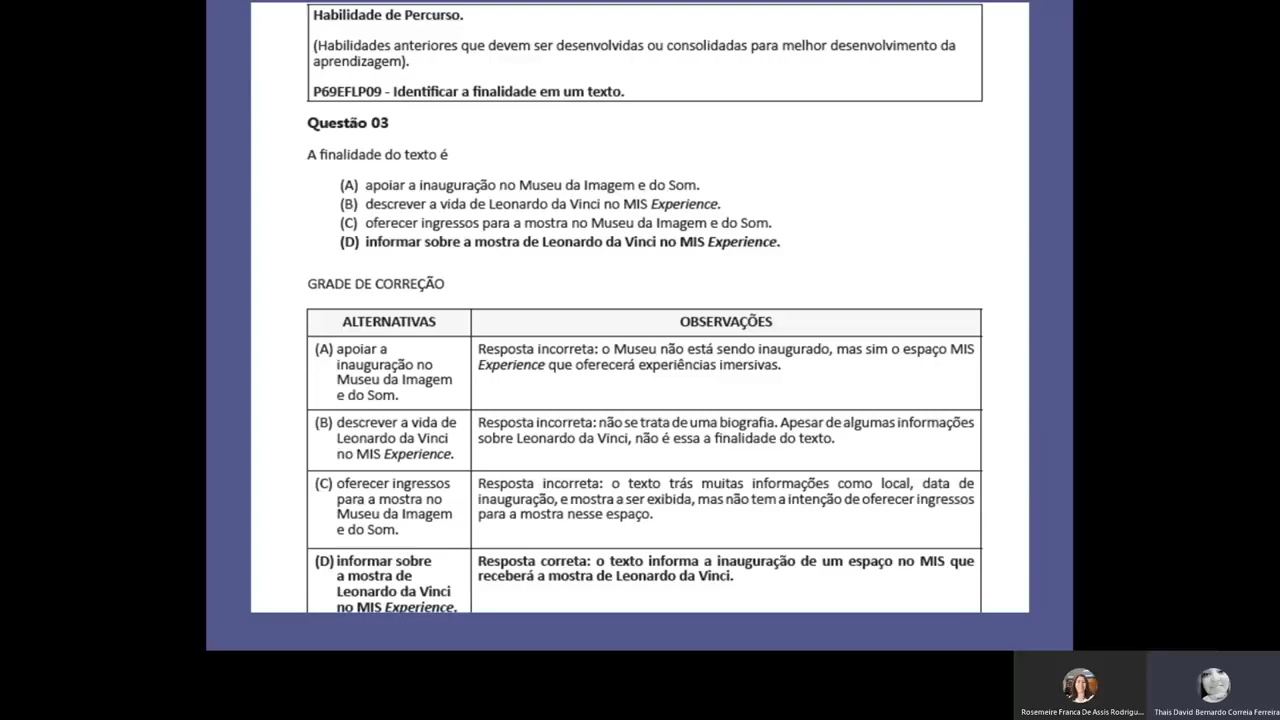 Habilidade de Percurso.
(Habilidades anteriores que devem ser desenvolvidas ou consolidadas para melhor desenvolvimento da
aprendizagem).
P69EFLP09 - Identificar a finalidade em um texto.
Questão 03
A finalidade do texto é
(A) apoiar a inauguração no Museu da Imagem e do Som.
(B) descrever a vida de Leonardo da Vinci no MIS Experience.
(C) oferecer ingressos para a mostra no Museu da Imagem e do Som.
(D) informar sobre a mostra de Leonardo da Vinci no MIS Experience.
GRADE DE CORREÇÃO
ALTERNATIVAS
OBSERVAÇÕES
(A) apoiar a
inauguração no
Museu da Imagem
e do Som.
Resposta incorreta: o Museu não está sendo inaugurado, mas sim o espaço MIS
Experience que oferecerá experiências imersivas.
(B) descrever a vida de
Leonardo da Vinci
no MIS Experience.
Resposta incorreta: não se trata de uma biografia. Apesar de algumas informações
sobre Leonardo da Vinci, não é essa a finalidade do texto.
(C) oferecer ingressos
para a mostra no
Museu da Imagem
e do Som.
Resposta incorreta: o texto trás muitas informações como local, data de
inauguração, e mostra a ser exibida, mas não tem a intenção de oferecer ingressos
para a mostra nesse espaço.
(D) informar sobre
a mostra de
Leonardo da Vinci
no MIS Experience.
Resposta correta: o texto informa a inauguração de um espaço no MIS que
receberá a mostra de Leonardo da Vinci.
Rosemeire Franca De Assis Rodrigu...
Thais David Bernardo Correia Ferreira